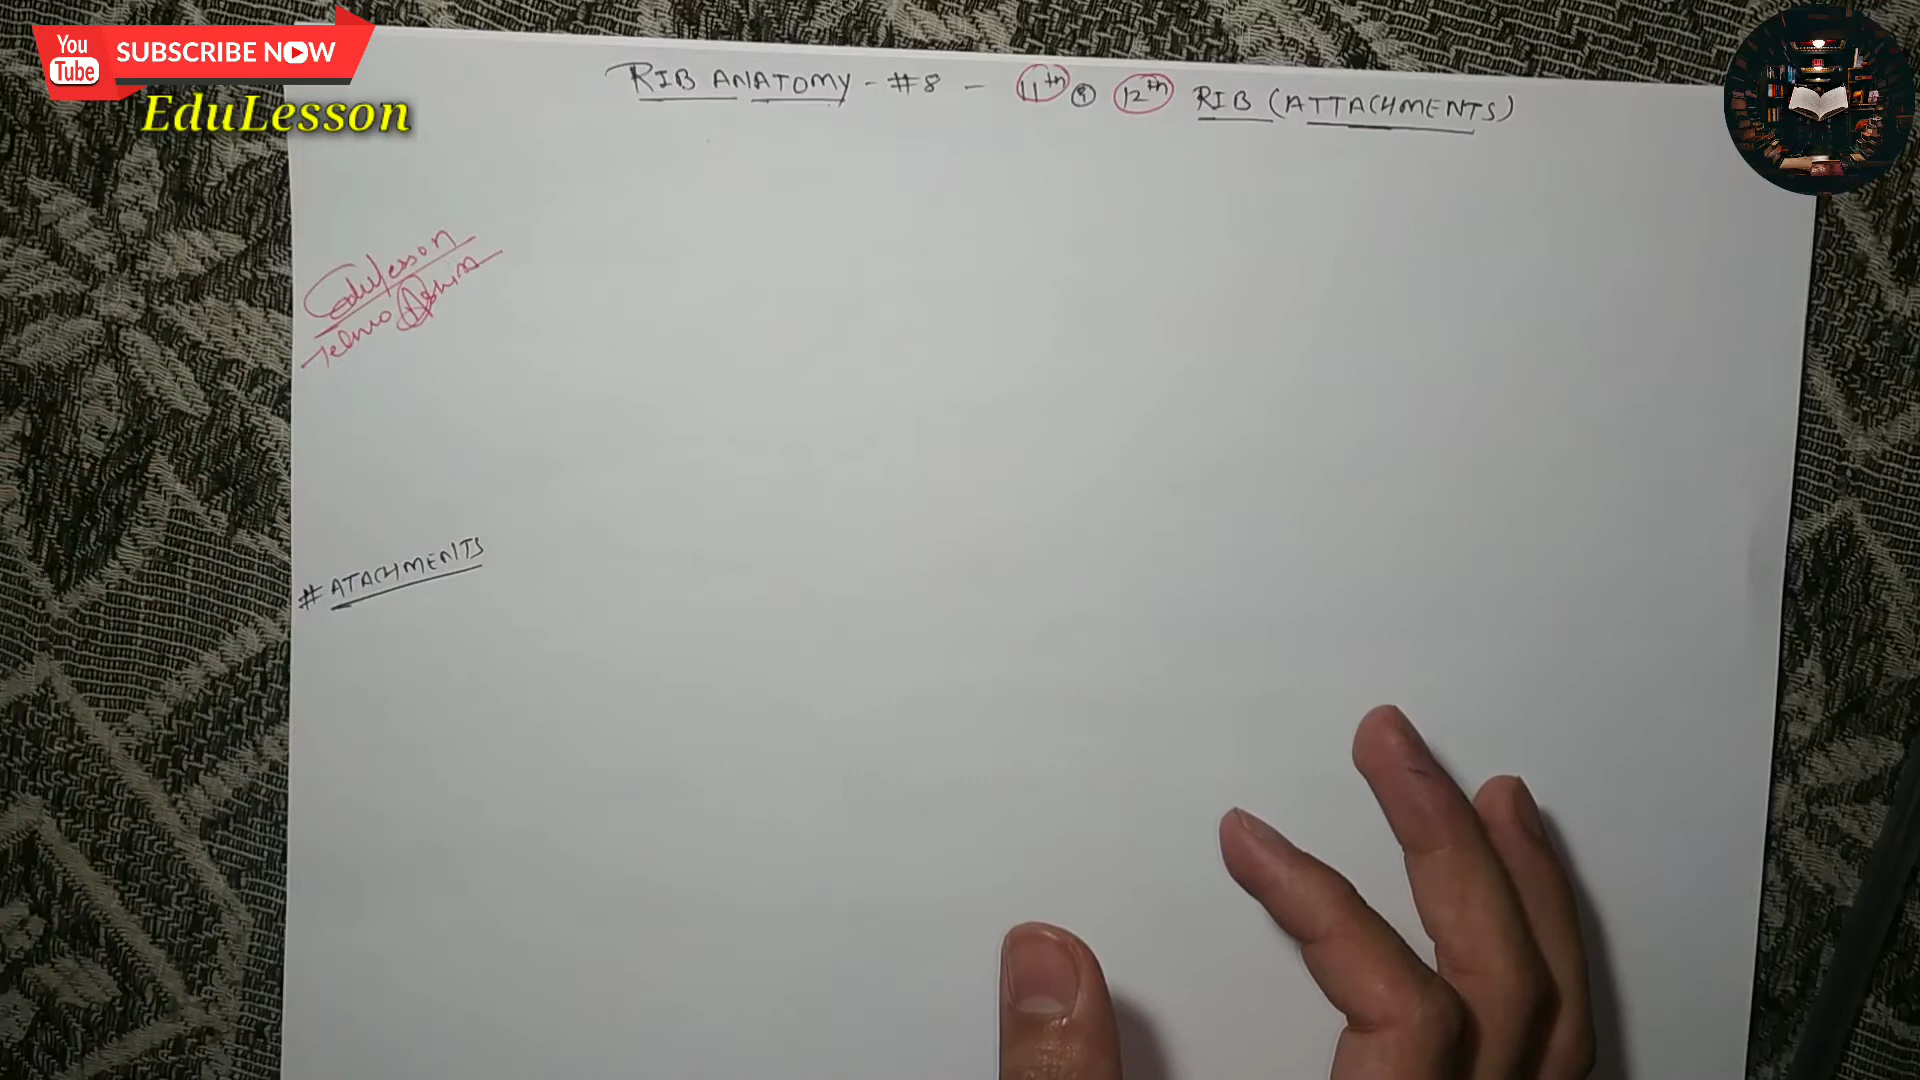 You
Tube
SUBSCRIBE NOW
EduLesson
RIB ANATOMY - #8 - 11th & 12th RIB (ATTACHMENTS)
Edulesson
# ATACHMENTS